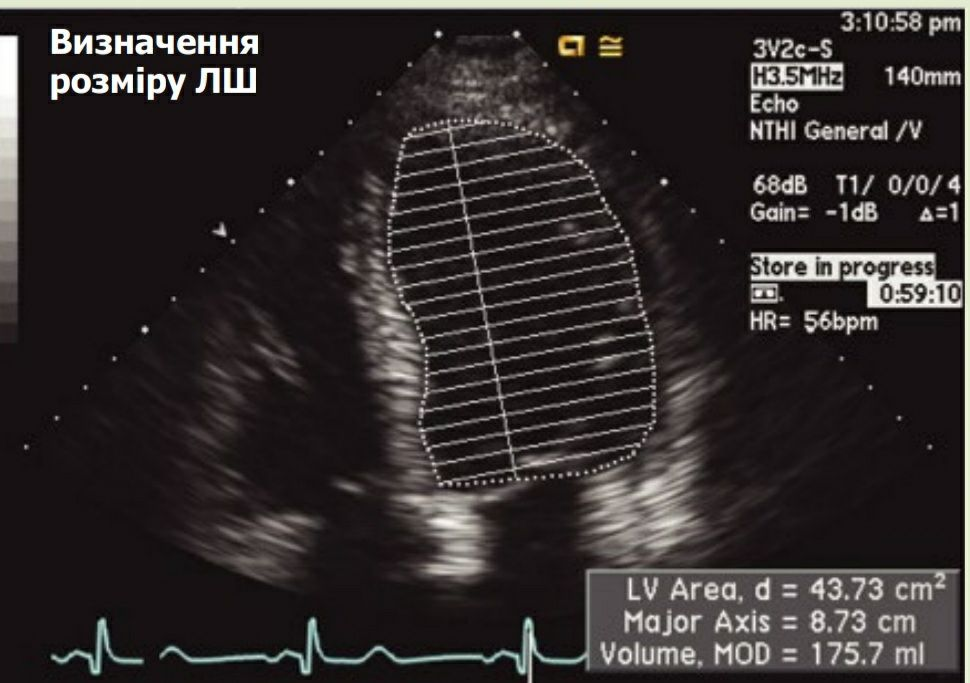 Визначення
розміру ЛШ
3:10:58 pm
3V2c-S
H3.5MHz 140mm
Echo
NTHI General /V
68dB T1/ 0/0/4
Gain= -1dB Δ=1
Store in progress
0:59:10
HR= 56bpm
LV Area, d = 43.73 cm²
Major Axis = 8.73 cm
Volume, MOD = 175.7 ml